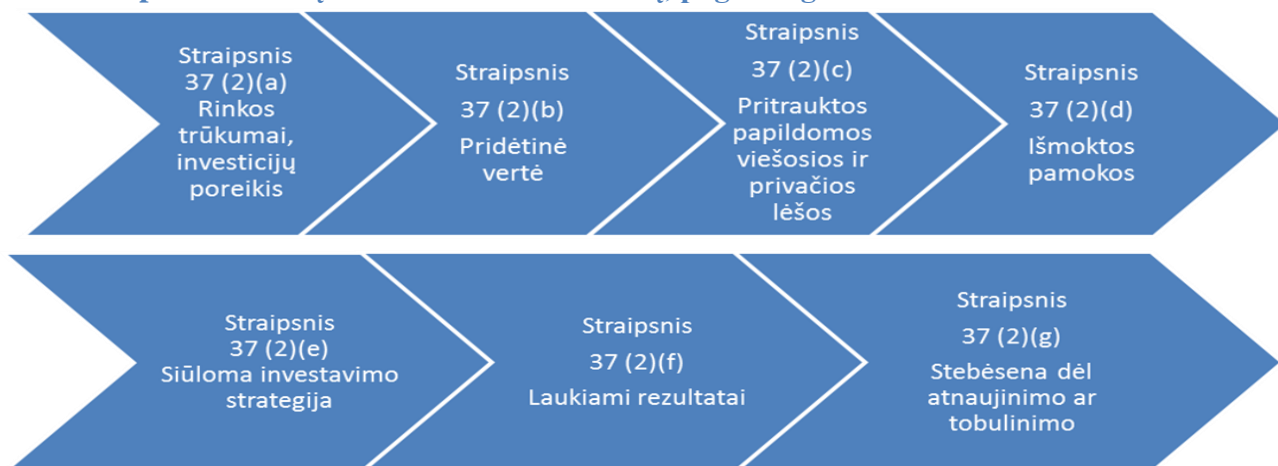 Straipsnis
37 (2)(a)
Rinkos
trūkumai,
investicijų
poreikis
Straipsnis
37 (2)(b)
Pridėtinė
vertė
Straipsnis
37 (2)(c)
Pritrauktos
papildomos
viešosios ir
privačios
lėšos
Straipsnis
37 (2)(d)
Išmoktos
pamokos
Straipsnis
37 (2)(e)
Siūloma investavimo
strategija
Straipsnis
37 (2)(f)
Laukiami rezultatai
Straipsnis
37 (2)(g)
Stebėsena dėl
atnaujinimo ar
tobulinimo